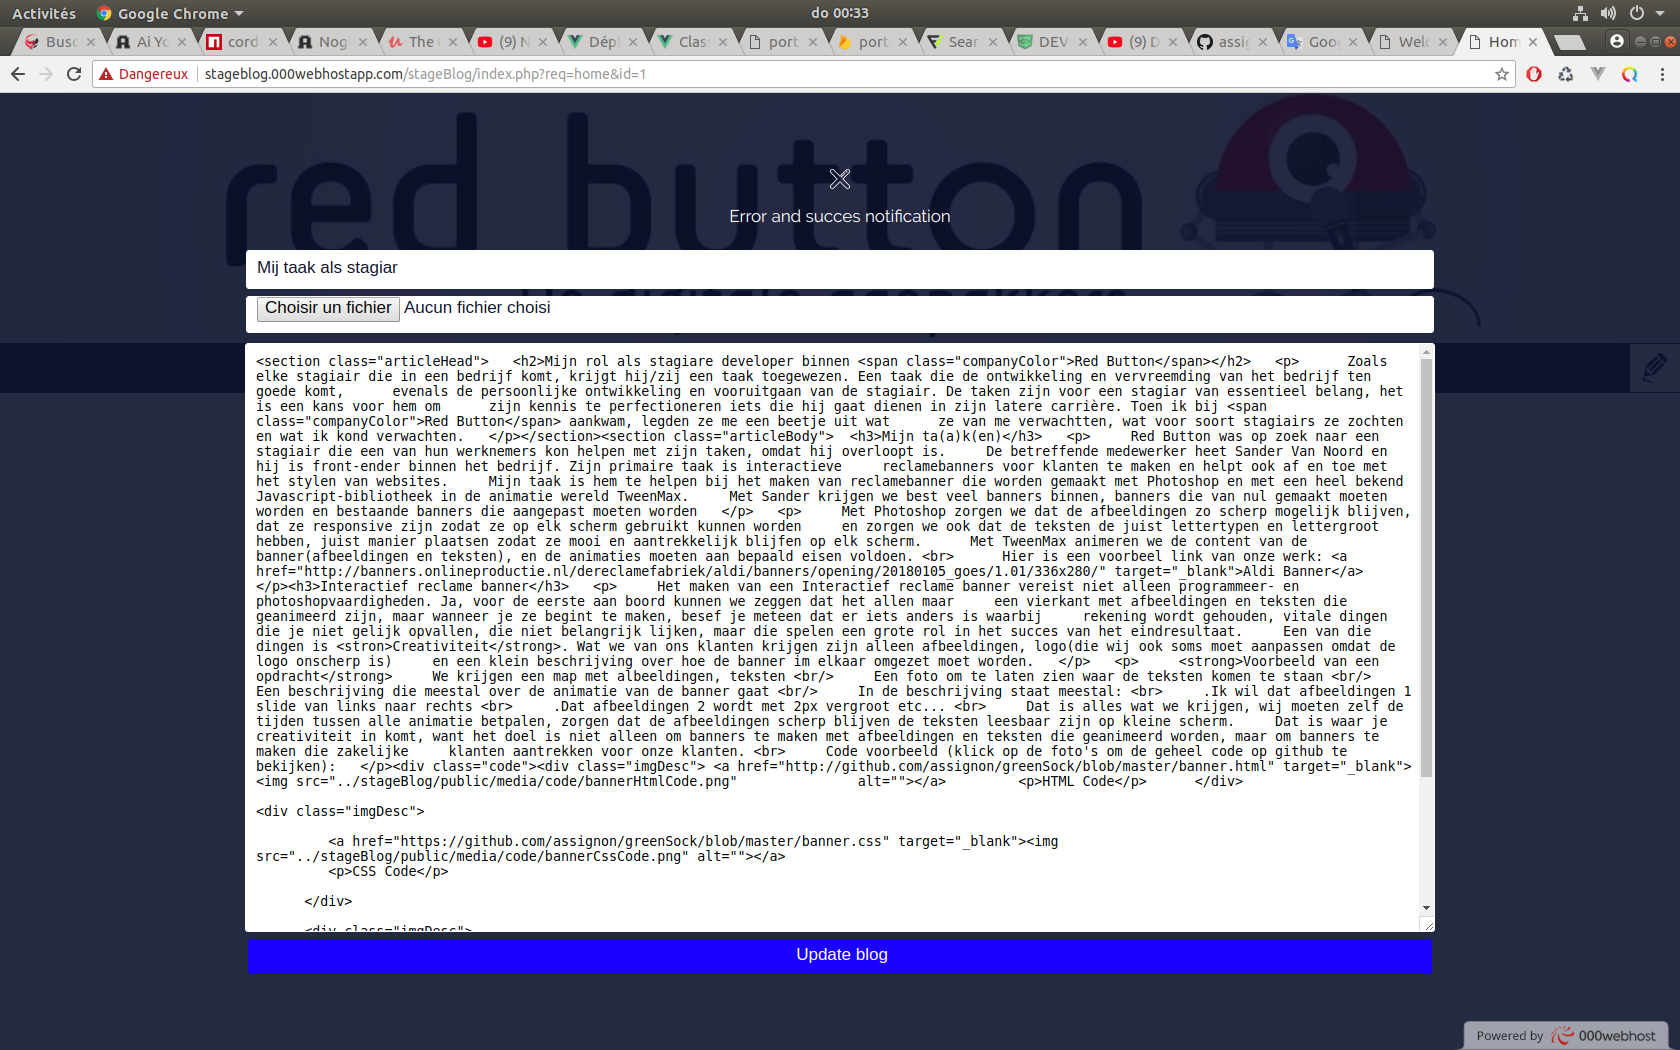 Activités Google Chrome do 00:33
Busc Ai Yo cord Nogi The (9) N Dépl Clas port port Sear DEV (9) D assig Goo Welc Hom
Dangereux stageblog.000webhostapp.com/stageBlog/index.php?req=home&id=1
red button
Error and succes notification
Mij taak als stagiar
Choisir un fichier Aucun fichier choisi
<section class="articleHead">   <h2>Mijn rol als stagiare developer binnen <span class="companyColor">Red Button</span></h2>   <p>      Zoals
elke stagiair die in een bedrijf komt, krijgt hij/zij een taak toegewezen. Een taak die de ontwikkeling en vervreemding van het bedrijf ten
goede komt,      evenals de persoonlijke ontwikkeling en vooruitgaan van de stagiair. De taken zijn voor een stagiar van essentieel belang, het
is een kans voor hem om      zijn kennis te perfectioneren iets die hij gaat dienen in zijn latere carrière. Toen ik bij <span
class="companyColor">Red Button</span> aankwam, legden ze me een beetje uit wat      ze van me verwachtten, wat voor soort stagiairs ze zochten
en wat ik kond verwachten.   </p></section><section class="articleBody">  <h3>Mijn ta(a)k(en)</h3>   <p>     Red Button was op zoek naar een
stagiair die een van hun werknemers kon helpen met zijn taken, omdat hij overloopt is.     De betreffende medewerker heet Sander Van Noord en
hij is front-ender binnen het bedrijf. Zijn primaire taak is interactieve     reclamebanners voor klanten te maken en helpt ook af en toe met
het stylen van websites.     Mijn taak is hem te helpen bij het maken van reclamebanner die worden gemaakt met Photoshop en met een heel bekend
Javascript-bibliotheek in de animatie wereld TweenMax.     Met Sander krijgen we best veel banners binnen, banners die van nul gemaakt moeten
worden en bestaande banners die aangepast moeten worden   </p>   <p>     Met Photoshop zorgen we dat de afbeeldingen zo scherp mogelijk blijven,
dat ze responsive zijn zodat ze op elk scherm gebruikt kunnen worden     en zorgen we ook dat de teksten de juist lettertypen en lettergroot
hebben, juist manier plaatsen zodat ze mooi en aantrekkelijk blijfen op elk scherm.      Met TweenMax animeren we de content van de
banner(afbeeldingen en teksten), en de animaties moeten aan bepaald eisen voldoen. <br>      Hier is een voorbeel link van onze werk: <a
href="http://banners.onlineproductie.nl/dereclamefabriek/aldi/banners/opening/20180105_goes/1.01/336x280/" target="_blank">Aldi Banner</a>
</p><h3>Interactief reclame banner</h3>   <p>     Het maken van een Interactief reclame banner vereist niet alleen programmeer- en
photoshopvaardigheden. Ja, voor de eerste aan boord kunnen we zeggen dat het allen maar     een vierkant met afbeeldingen en teksten die
geanimeerd zijn, maar wanneer je ze begint te maken, besef je meteen dat er iets anders is waarbij     rekening wordt gehouden, vitale dingen
die je niet gelijk opvallen, die niet belangrijk lijken, maar die spelen een grote rol in het succes van het eindresultaat.     Een van die
dingen is <stron>Creativiteit</strong>. Wat we van ons klanten krijgen zijn alleen afbeeldingen, logo(die wij ook soms moet aanpassen omdat de
logo onscherp is)     en een klein beschrijving over hoe de banner im elkaar omgezet moet worden.   </p>   <p>     <strong>Voorbeeld van een
opdracht</strong>     We krijgen een map met albeeldingen, teksten <br/>     Een foto om te laten zien waar de teksten komen te staan <br/>
Een beschrijving die meestal over de animatie van de banner gaat <br/>     In de beschrijving staat meestal: <br>     .Ik wil dat afbeeldingen 1
slide van links naar rechts <br>     .Dat afbeeldingen 2 wordt met 2px vergroot etc... <br>     Dat is alles wat we krijgen, wij moeten zelf de
tijden tussen alle animatie betpalen, zorgen dat de afbeeldingen scherp blijven de teksten leesbaar zijn op kleine scherm.     Dat is waar je
creativiteit in komt, want het doel is niet alleen om banners te maken met afbeeldingen en teksten die geanimeerd worden, maar om banners te
maken die zakelijke     klanten aantrekken voor onze klanten. <br>     Code voorbeeld (klick op de foto's om de geheel code op github te
bekijken):   </p><div class="code"><div class="imgDesc"> <a href="http://github.com/assignon/greenSock/blob/master/banner.html" target="_blank">
<img src="../stageBlog/public/media/code/bannerHtmlCode.png"               alt=""></a>         <p>HTML Code</p>      </div>
<div class="imgDesc">
<a href="https://github.com/assignon/greenSock/blob/master/banner.css" target="_blank"><img
src="../stageBlog/public/media/code/bannerCssCode.png" alt=""></a>
<p>CSS Code</p>
</div>
<div class="imgDesc">
Update blog
Powered by 000webhost